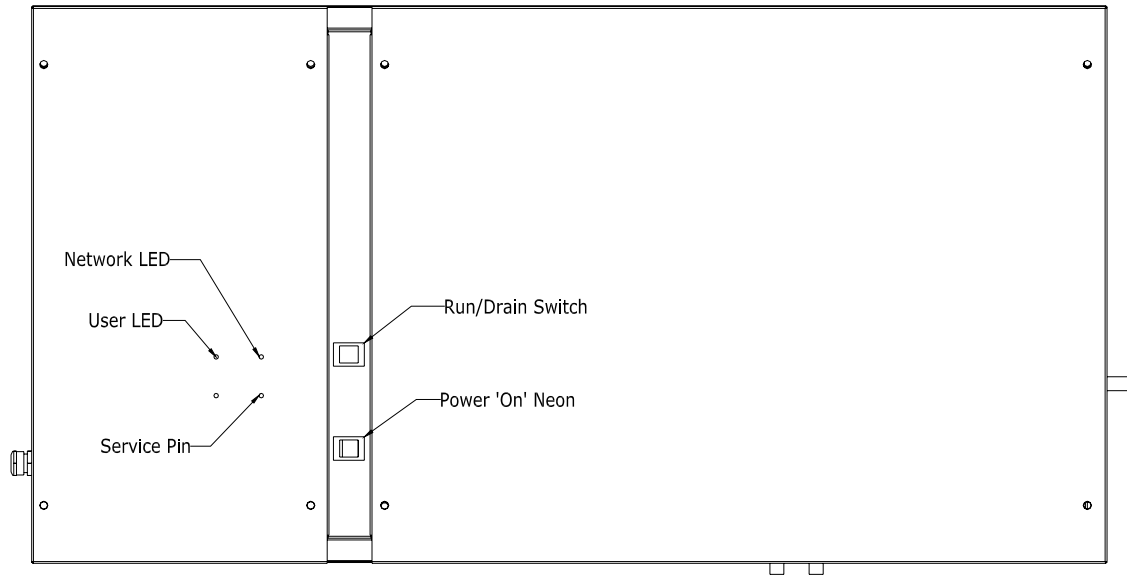 Network LED
Run/Drain Switch
User LED
Power 'On' Neon
Service Pin